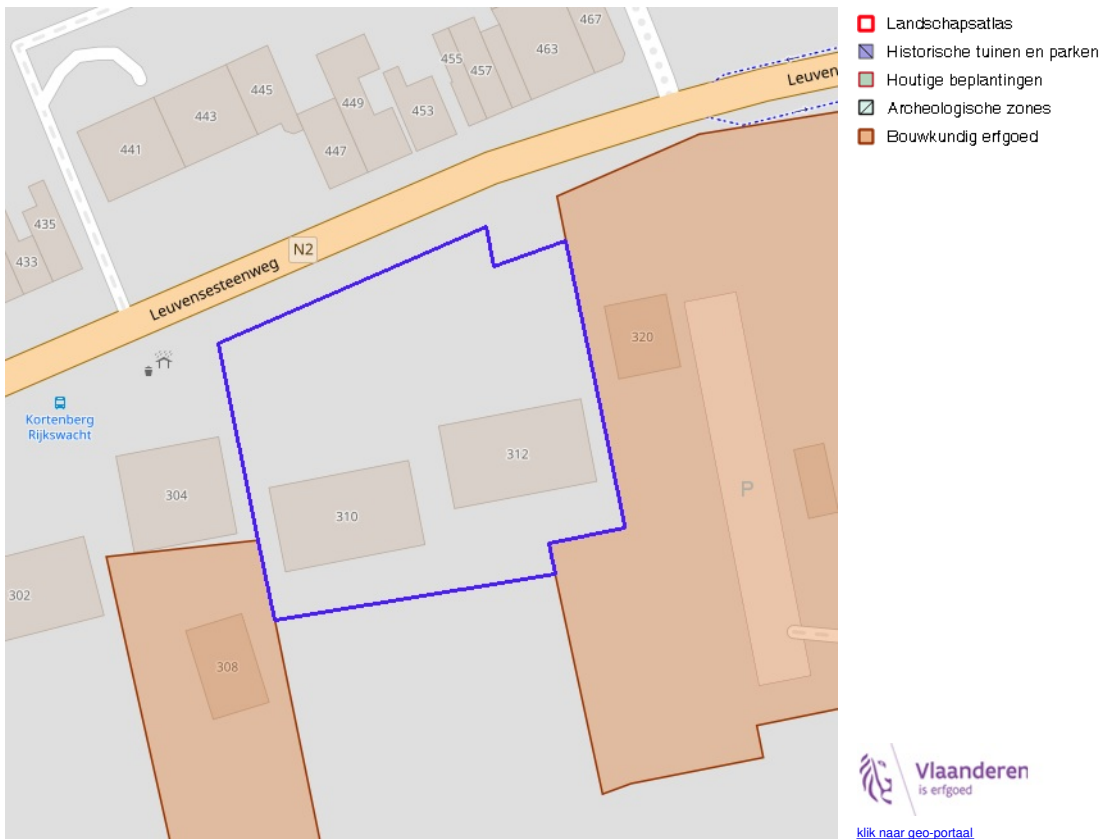 467
463
455
457
445
449
443
453
441
447
Leuven
435
433
N2
Leuvensesteenweg
320
Kortenberg
Rijkswacht
312
304
310
P
302
308
Landschapsatlas
Historische tuinen en parken
Houtige beplantingen
Archeologische zones
Bouwkundig erfgoed
Vlaanderen
is erfgoed
klik naar geo-portaal